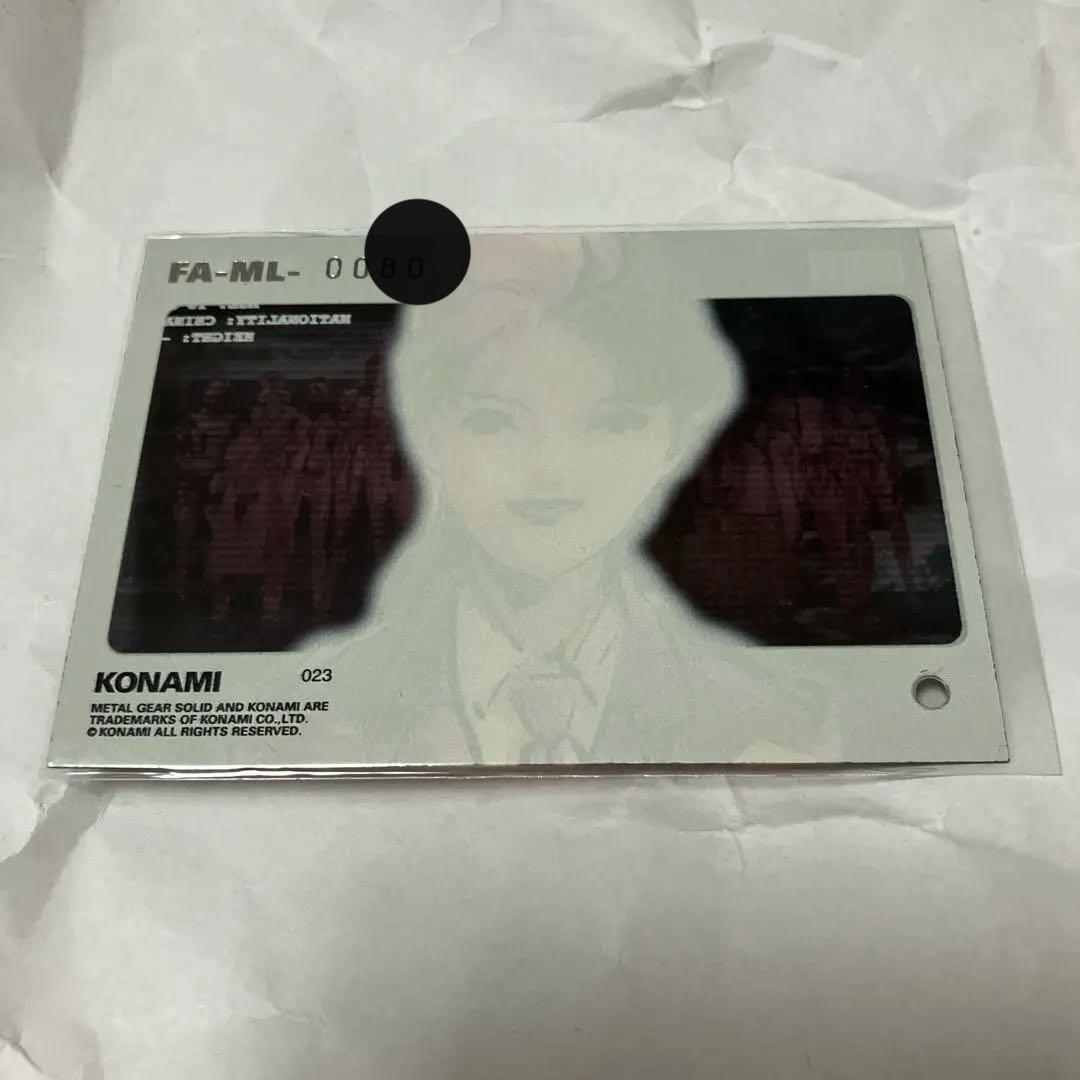 FA-ML- 0080
NATIONALITY: CHINE
HEIGHT: -
KONAMI 023
METAL GEAR SOLID AND KONAMI ARE
TRADEMARKS OF KONAMI CO.,LTD.
© KONAMI ALL RIGHTS RESERVED.